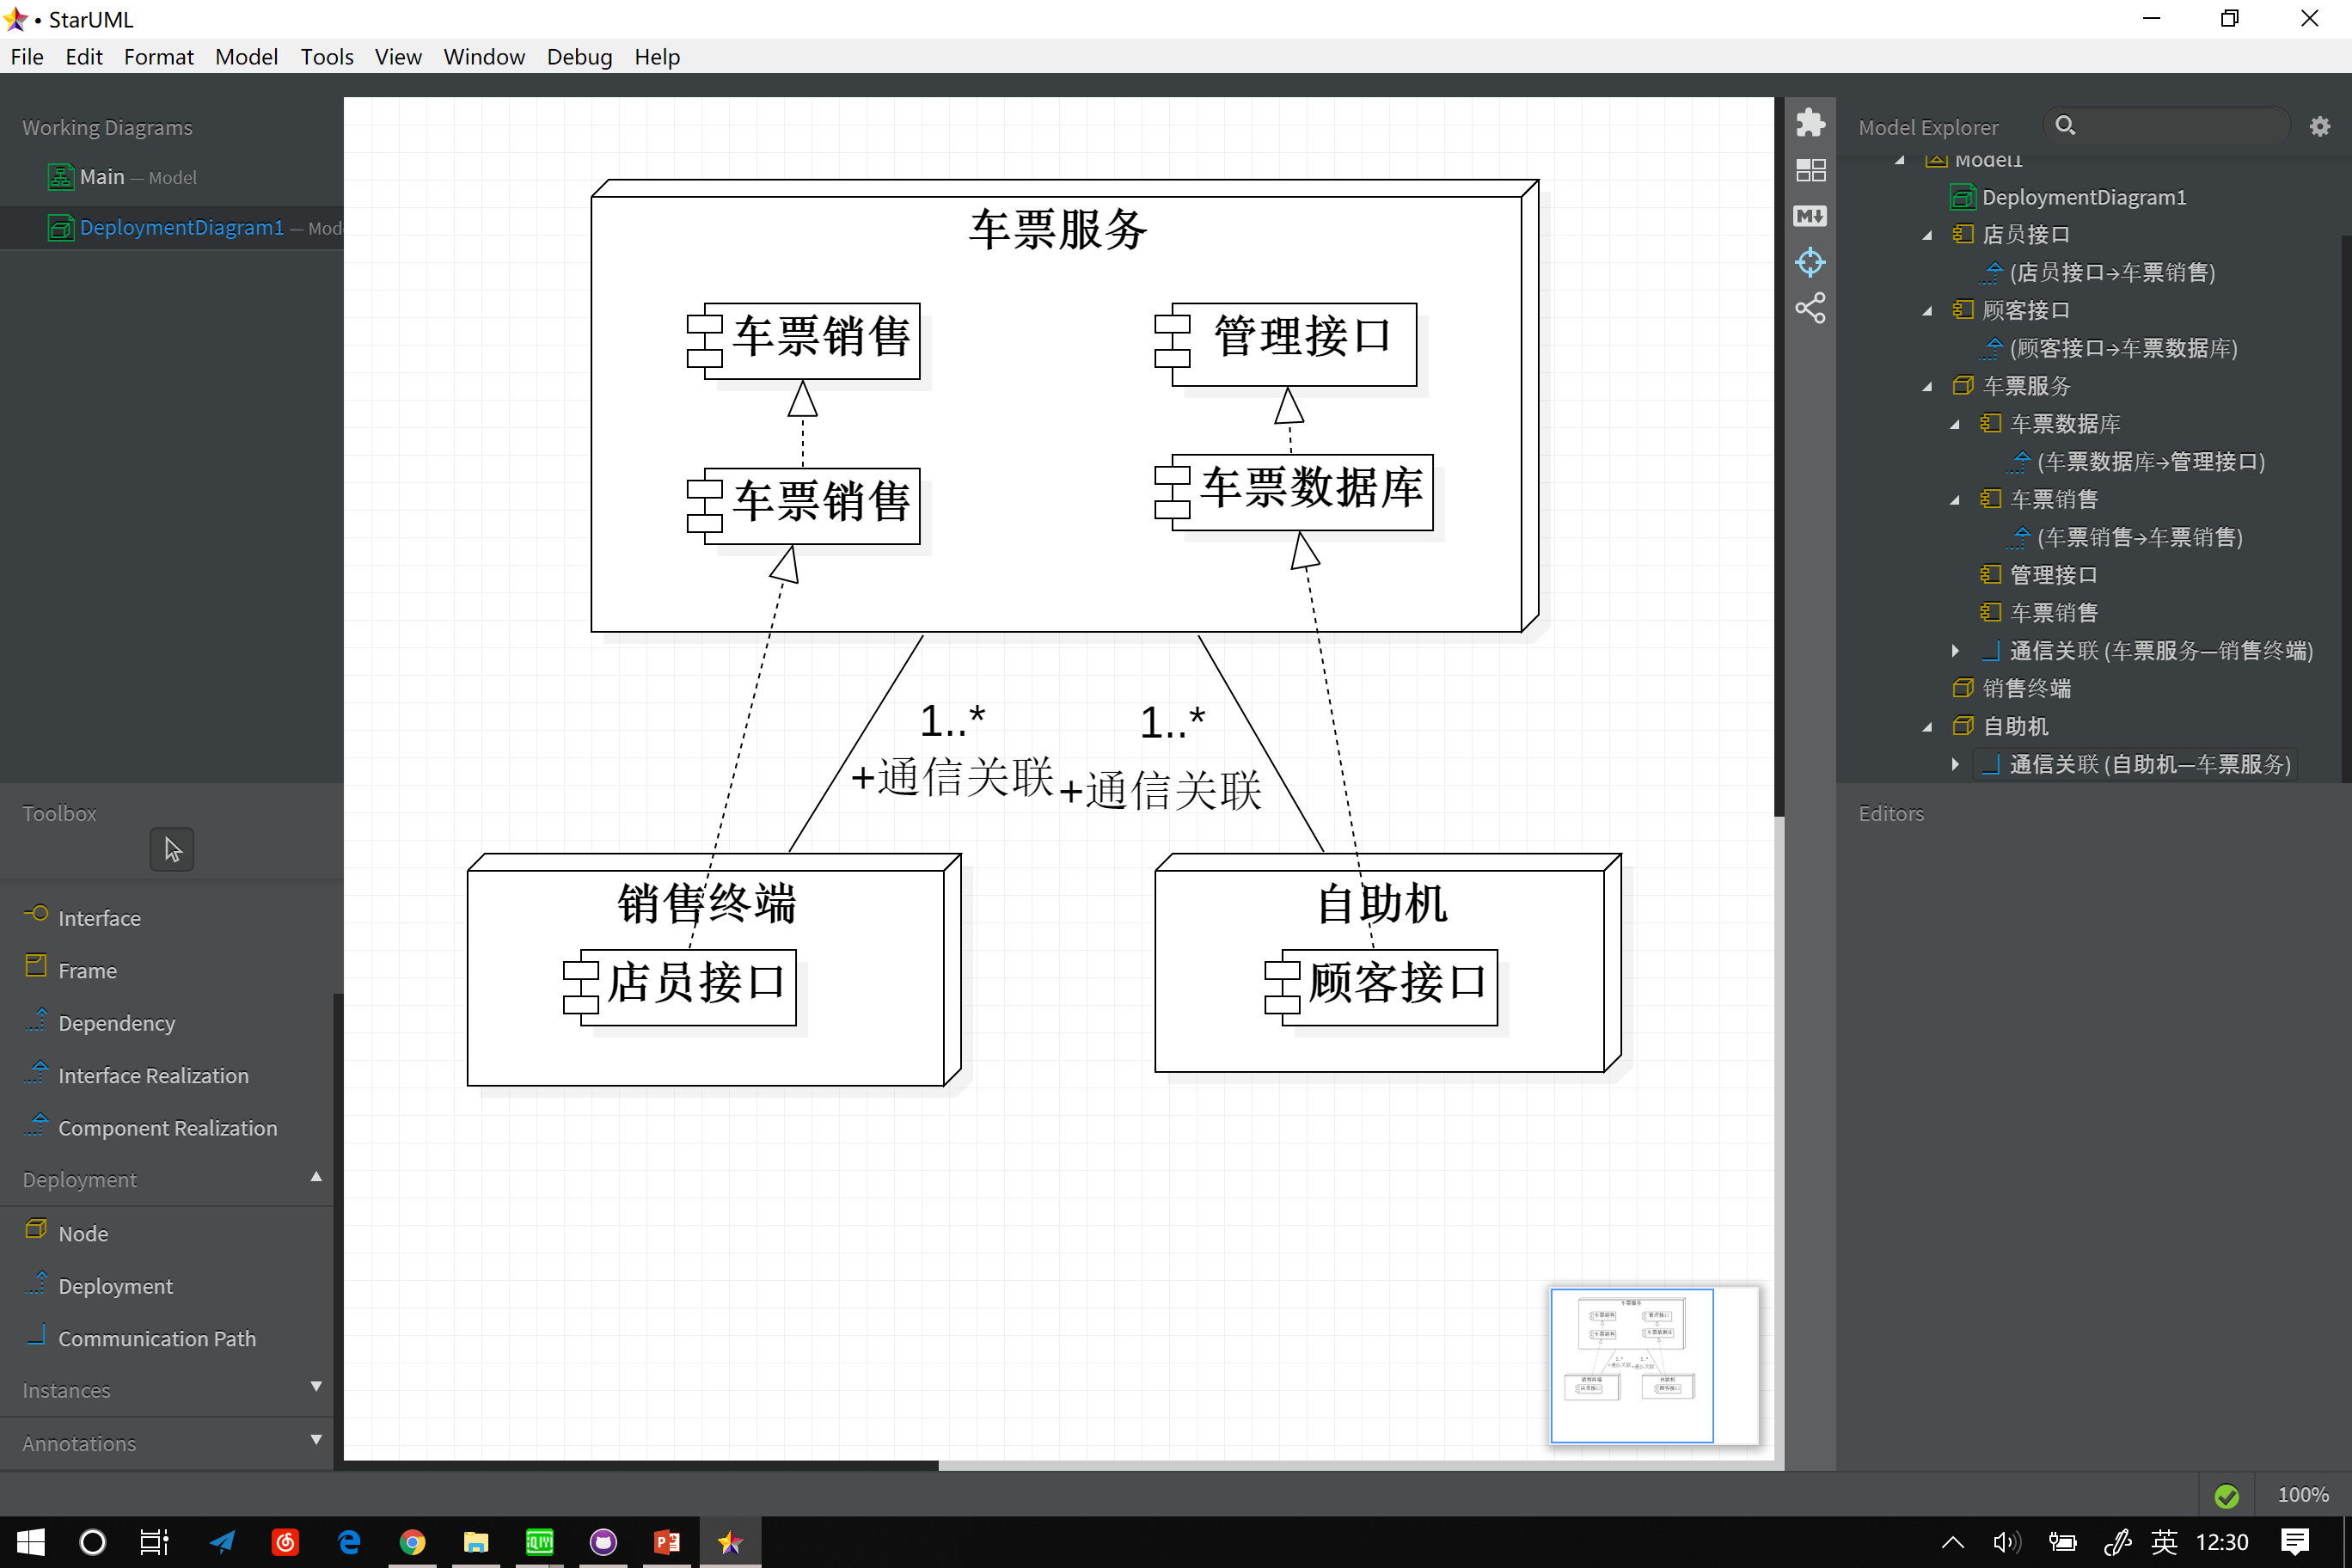 • StarUML
File Edit Format Model Tools View Window Debug Help
Working Diagrams
Main — Model
DeploymentDiagram1 — Mod
Toolbox
Interface
Frame
Dependency
Interface Realization
Component Realization
Deployment
Node
Deployment
Communication Path
Instances
Annotations
车票服务
车票销售
管理接口
车票销售
车票数据库
1..*
1..*
+通信关联
+通信关联
销售终端
店员接口
自助机
顾客接口
Model Explorer
Model1
DeploymentDiagram1
店员接口
(店员接口→车票销售)
顾客接口
(顾客接口→车票数据库)
车票服务
车票数据库
(车票数据库→管理接口)
车票销售
(车票销售→车票销售)
管理接口
车票销售
通信关联 (车票服务—销售终端)
销售终端
自助机
通信关联 (自助机—车票服务)
Editors
100%
英 12:30